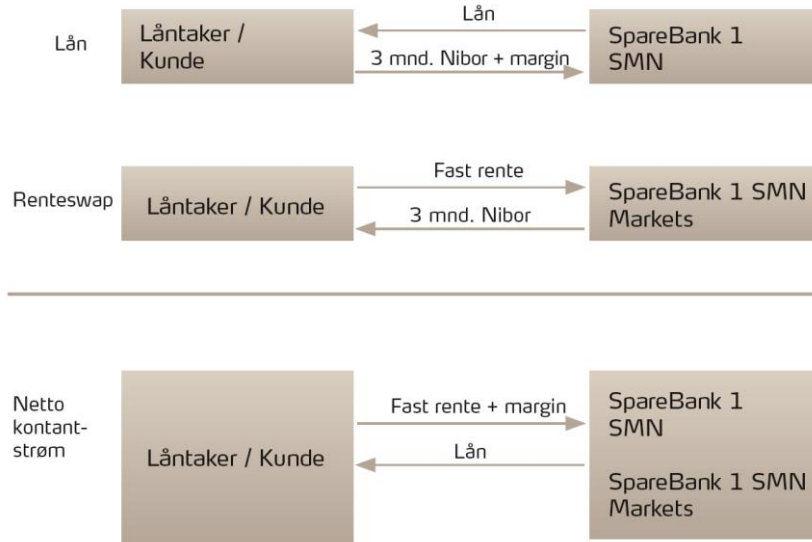 Lån
Låntaker /
Kunde
Lån
3 mnd. Nibor + margin
SpareBank 1
SMN
Renteswap
Låntaker / Kunde
Fast rente
3 mnd. Nibor
SpareBank 1 SMN
Markets
Netto
kontant-
strøm
Låntaker / Kunde
Fast rente + margin
Lån
SpareBank 1
SMN
SpareBank 1 SMN
Markets